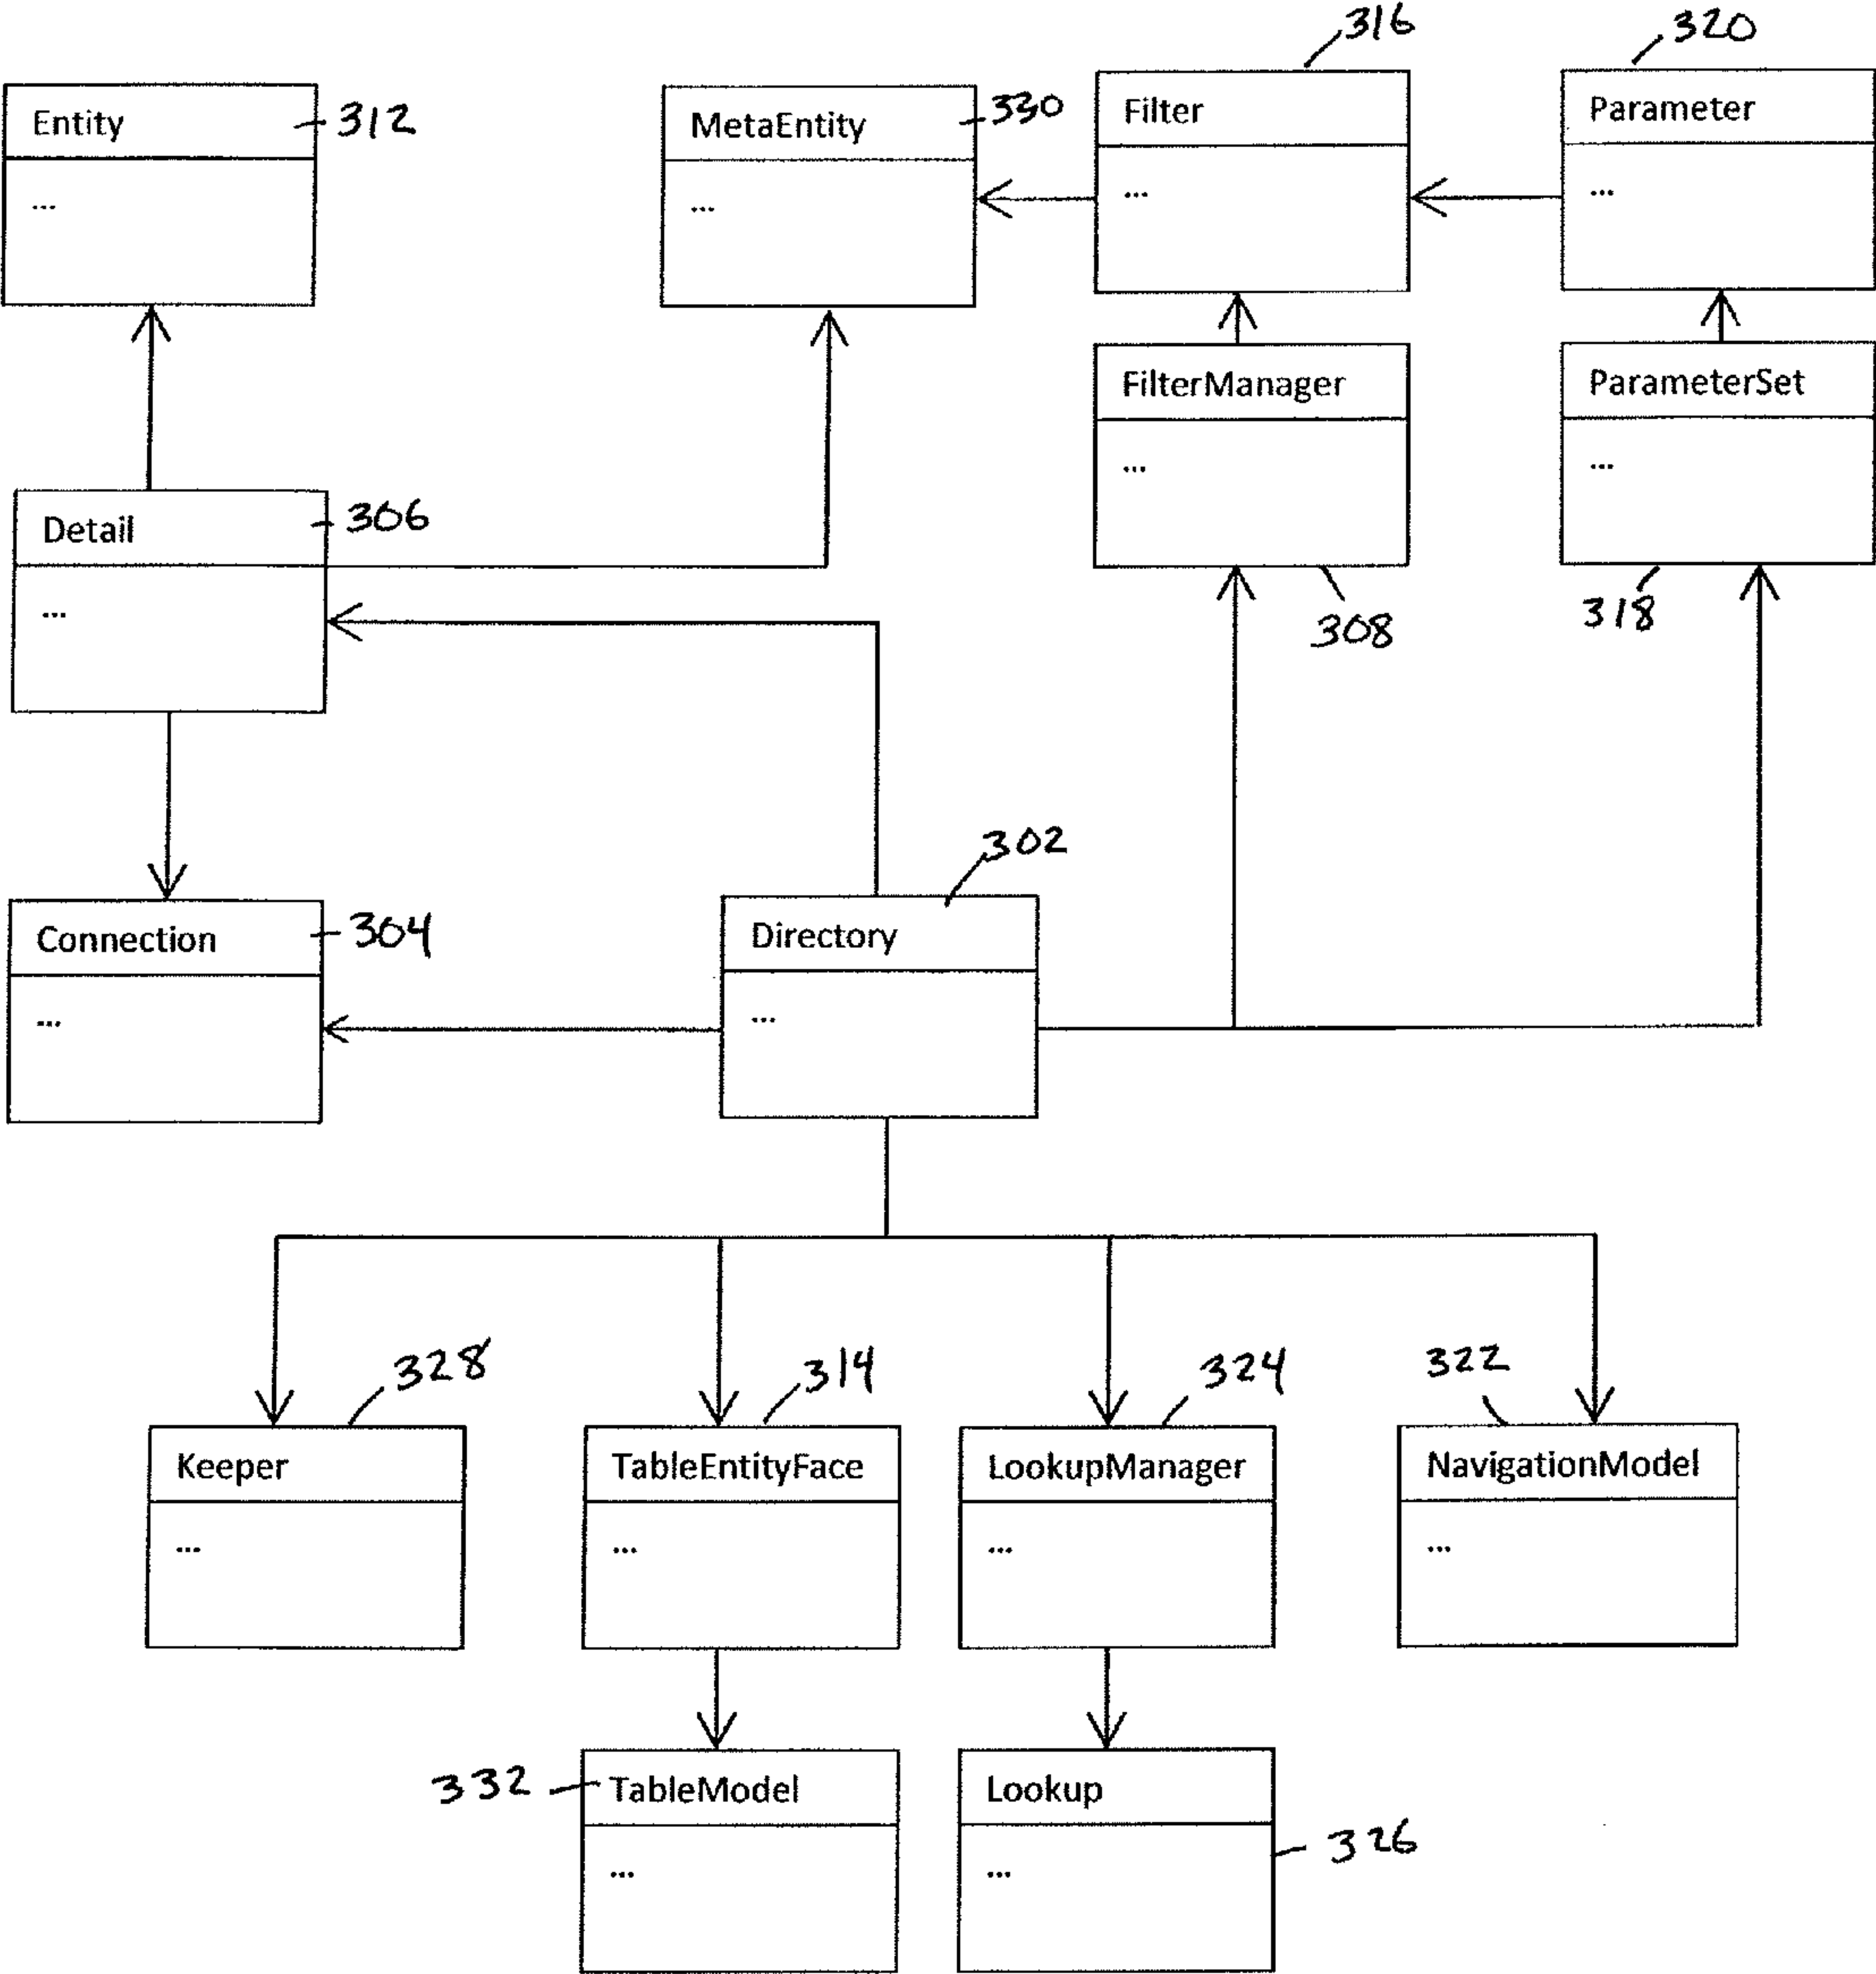 316
320
Entity
312
...
MetaEntity
330
...
Filter
...
Parameter
...
FilterManager
...
308
ParameterSet
...
318
Detail
306
...
302
Connection
304
...
Directory
...
328
314
324
322
Keeper
...
TableEntityFace
...
LookupManager
...
NavigationModel
...
332
TableModel
...
Lookup
...
326